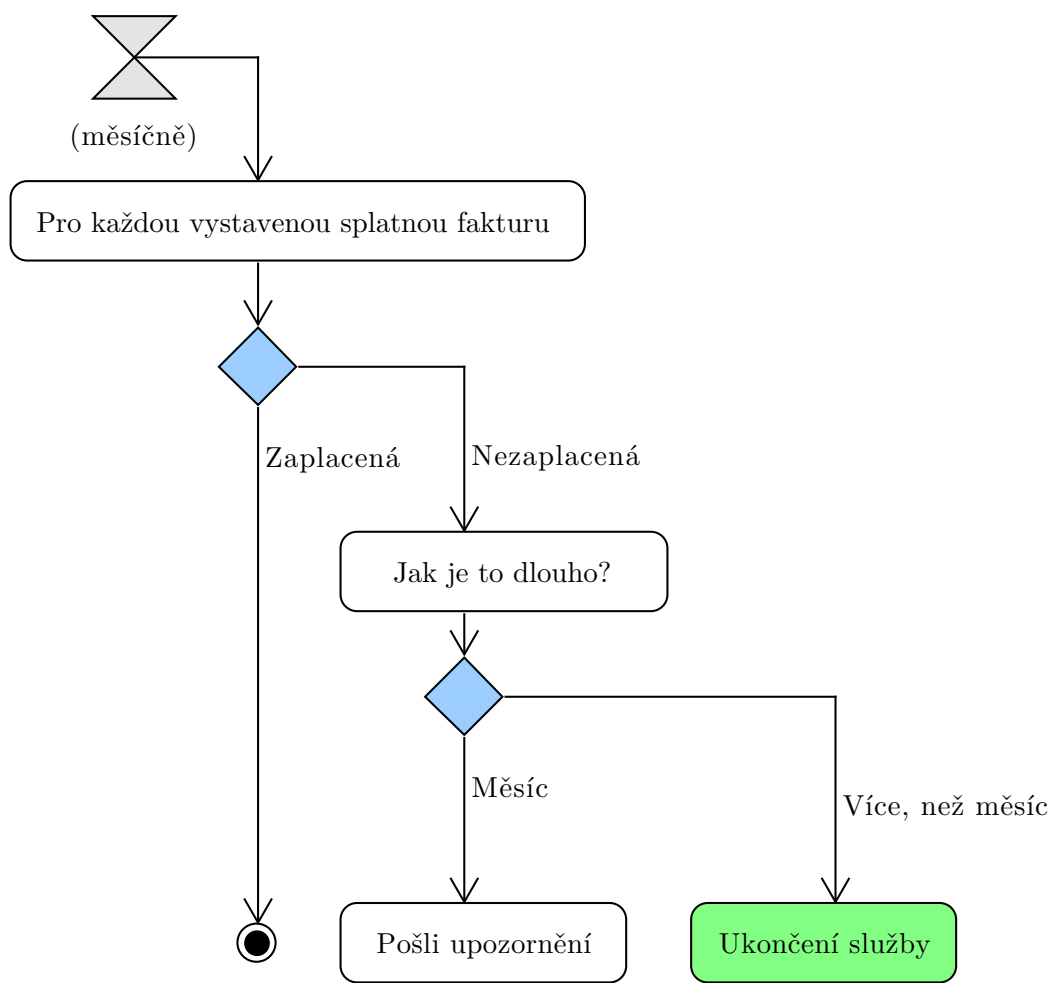 (měsíčně)
Pro každou vystavenou splatnou fakturu
Zaplacená
Nezaplacená
Jak je to dlouho?
Měsíc
Více, než měsíc
Pošli upozornění
Ukončení služby